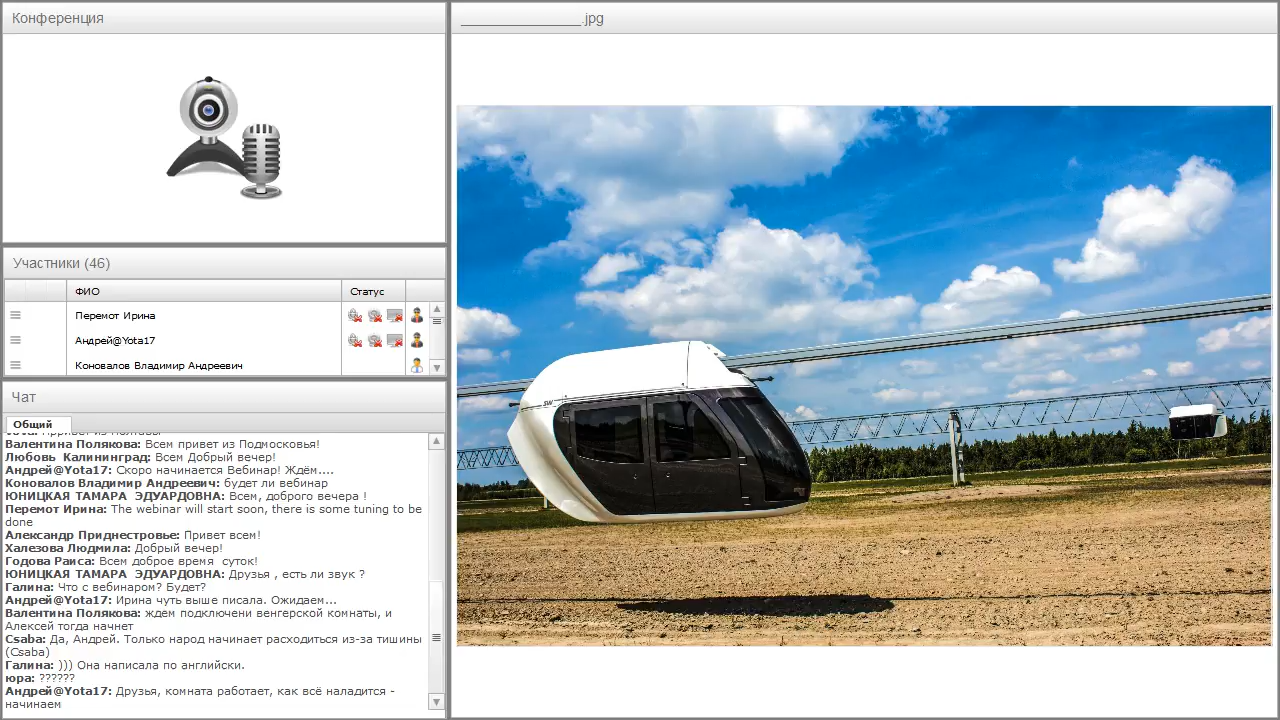 Конференция
_______________.jpg
Участники (46)
ФИО
Статус
Перемот Ирина
Андрей@Yota17
Коновалов Владимир Андреевич
Чат
Общий
Валентина Полякова: Всем привет из Подмосковья!
Любовь  Калининград: Всем Добрый вечер!
Андрей@Yota17: Скоро начинается Вебинар! Ждём....
Коновалов Владимир Андреевич: будет ли вебинар
ЮНИЦКАЯ ТАМАРА  ЭДУАРДОВНА: Всем, доброго вечера !
Перемот Ирина: The webinar will start soon, there is some tuning to be
done
Александр Приднестровье: Привет всем!
Халезова Людмила: Добрый вечер!
Годова Раиса: Всем доброе время  суток!
ЮНИЦКАЯ ТАМАРА  ЭДУАРДОВНА: Друзья , есть ли звук ?
Галина: Что с вебинаром? Будет?
Андрей@Yota17: Ирина чуть выше писала. Ожидаем...
Валентина Полякова: ждем подключени венгерской комнаты, и
Алексей тогда начнет
Csaba: Да, Андрей. Только народ начинает расходиться из-за тишины
(Csaba)
Галина: ))) Она написала по английски.
юра: ??????
Андрей@Yota17: Друзья, комната работает, как всё наладится -
начинаем